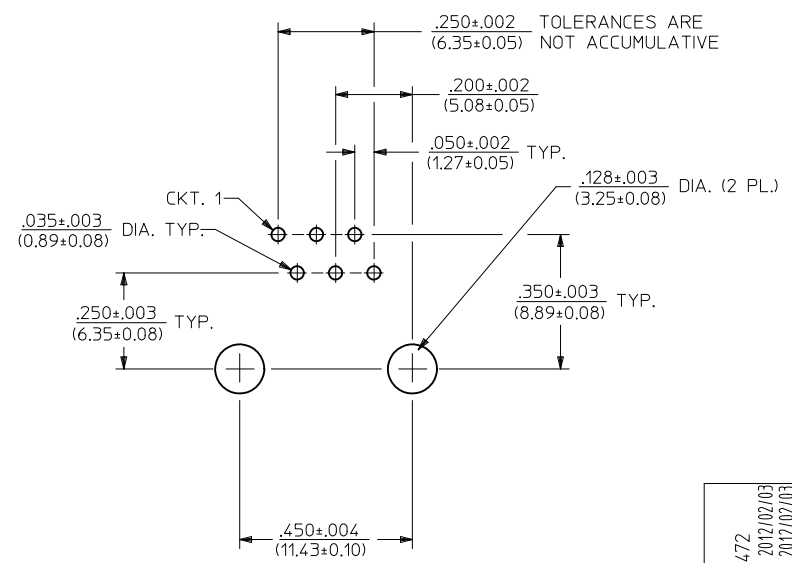 .250±.002 TOLERANCES ARE
(6.35±0.05) NOT ACCUMULATIVE
.200±.002
(5.08±0.05)
.050±.002 TYP.
(1.27±0.05)
.128±.003 DIA. (2 PL.)
(3.25±0.08)
CKT. 1
.035±.003 DIA. TYP.
(0.89±0.08)
.250±.003 TYP.
(6.35±0.08)
.350±.003 TYP.
(8.89±0.08)
.450±.004
(11.43±0.10)
472
2012/02/03
2012/02/03